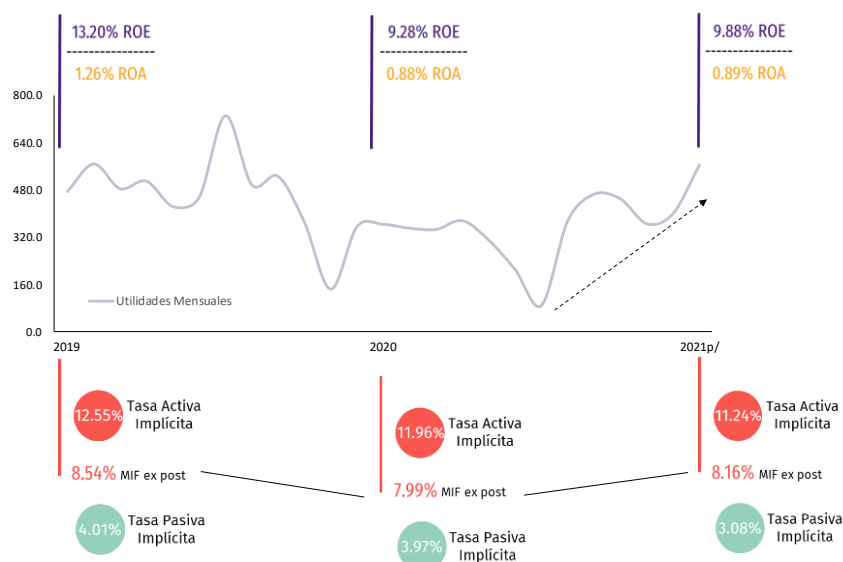 13.20% ROE
1.26% ROA
9.28% ROE
0.88% ROA
9.88% ROE
0.89% ROA
800.0
640.0
480.0
320.0
160.0
0.0
Utilidades Mensuales
2019
2020
2021p/
12.55%
Tasa Activa
Implícita
8.54% MIF ex post
4.01%
Tasa Pasiva
Implícita
11.96%
Tasa Activa
Implícita
7.99% MIF ex post
3.97%
Tasa Pasiva
Implícita
11.24%
Tasa Activa
Implícita
8.16% MIF ex post
3.08%
Tasa Pasiva
Implícita